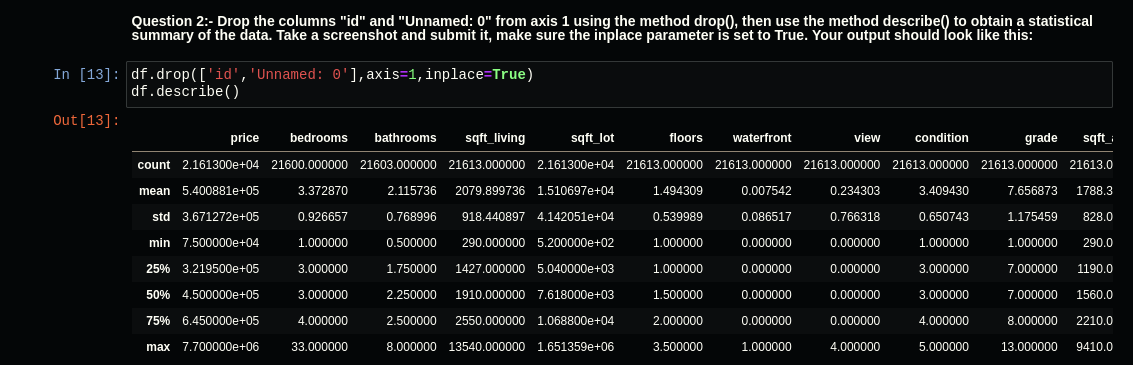 Question 2:- Drop the columns "id" and "Unnamed: 0" from axis 1 using the method drop(), then use the method describe() to obtain a statistical
summary of the data. Take a screenshot and submit it, make sure the inplace parameter is set to True. Your output should look like this:
In [13]: df.drop(['id','Unnamed: 0'],axis=1,inplace=True)
df.describe()
Out[13]:
price bedrooms bathrooms sqft_living sqft_lot floors waterfront view condition grade sqft_a
count 2.161300e+04 21600.000000 21603.000000 21613.000000 2.161300e+04 21613.000000 21613.000000 21613.000000 21613.000000 21613.000000 21613.0
mean 5.400881e+05 3.372870 2.115736 2079.899736 1.510697e+04 1.494309 0.007542 0.234303 3.409430 7.656873 1788.3
std 3.671272e+05 0.926657 0.768996 918.440897 4.142051e+04 0.539989 0.086517 0.766318 0.650743 1.175459 828.0
min 7.500000e+04 1.000000 0.500000 290.000000 5.200000e+02 1.000000 0.000000 0.000000 1.000000 1.000000 290.0
25% 3.219500e+05 3.000000 1.750000 1427.000000 5.040000e+03 1.000000 0.000000 0.000000 3.000000 7.000000 1190.0
50% 4.500000e+05 3.000000 2.250000 1910.000000 7.618000e+03 1.500000 0.000000 0.000000 3.000000 7.000000 1560.0
75% 6.450000e+05 4.000000 2.500000 2550.000000 1.068800e+04 2.000000 0.000000 0.000000 4.000000 8.000000 2210.0
max 7.700000e+06 33.000000 8.000000 13540.000000 1.651359e+06 3.500000 1.000000 4.000000 5.000000 13.000000 9410.0